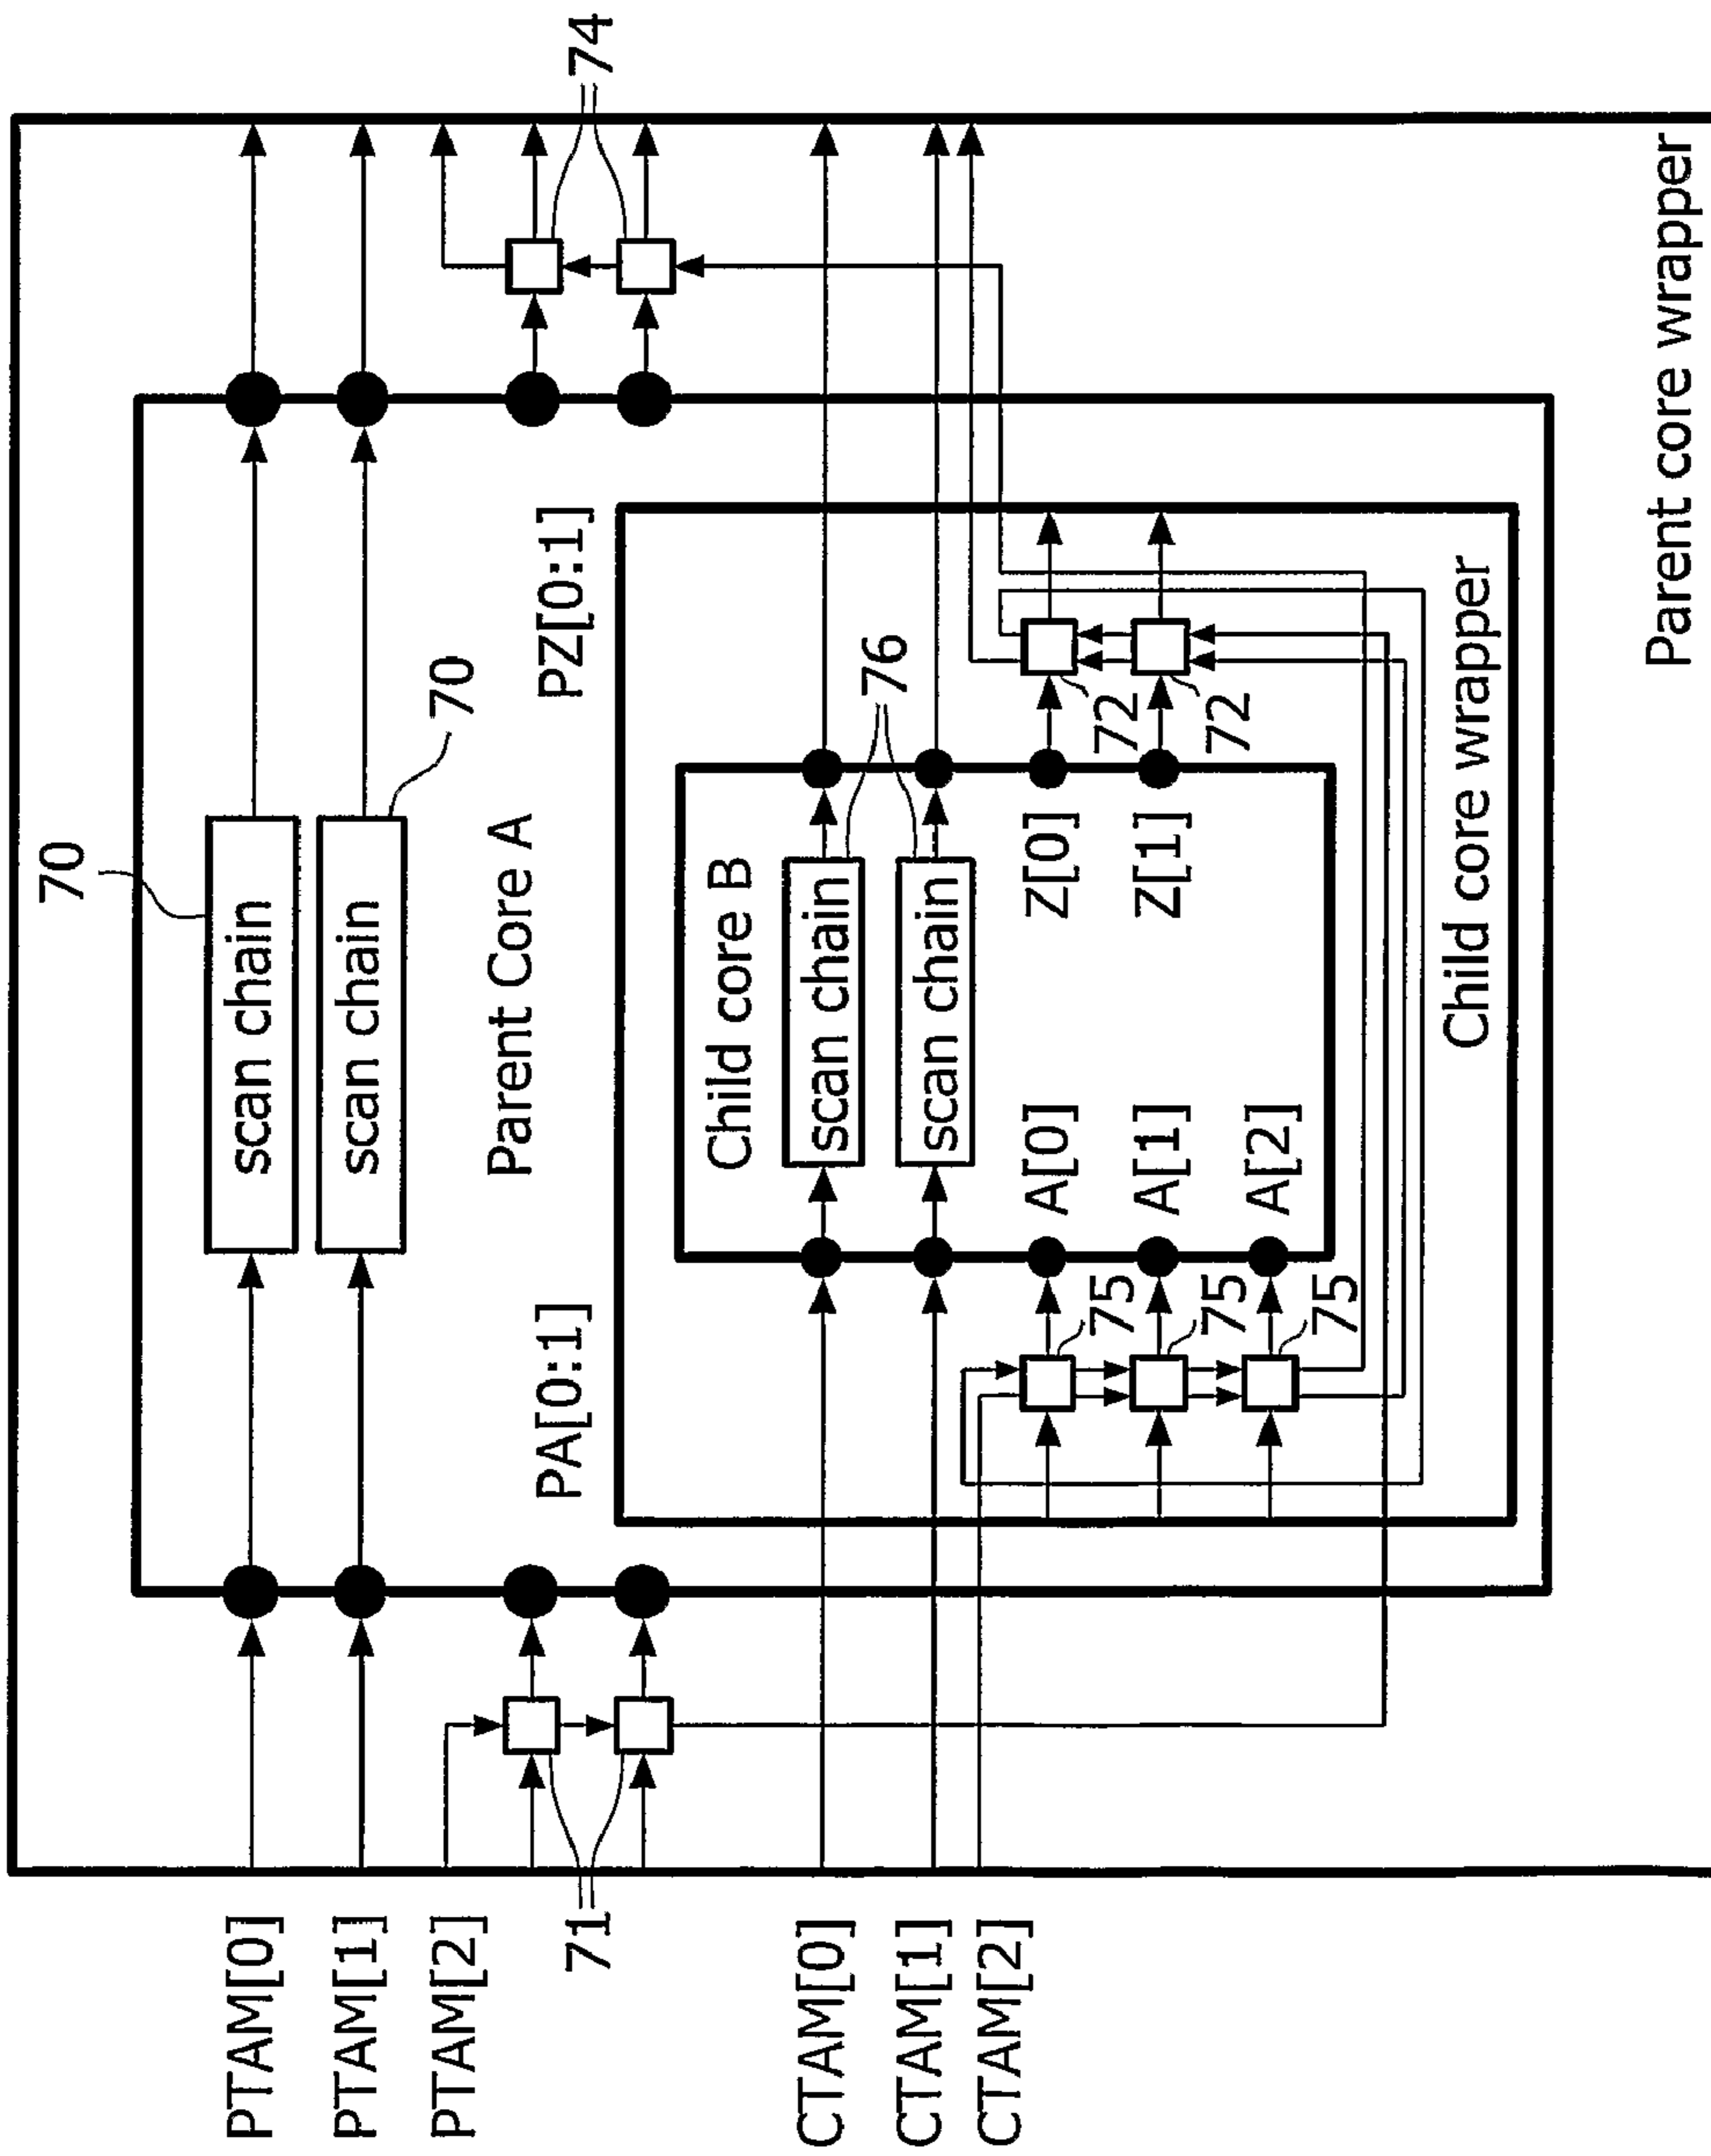 PTAM[0]
PTAM[1]
PTAM[2]
71
CTAM[0]
CTAM[1]
CTAM[2]
70
scan chain
scan chain
70
Parent Core A
PA[0:1]
PZ[0:1]
74
Child core B
scan chain
scan chain
76
A[0]
A[1]
A[2]
Z[0]
Z[1]
75
75
75
72
72
Child core wrapper
Parent core wrapper